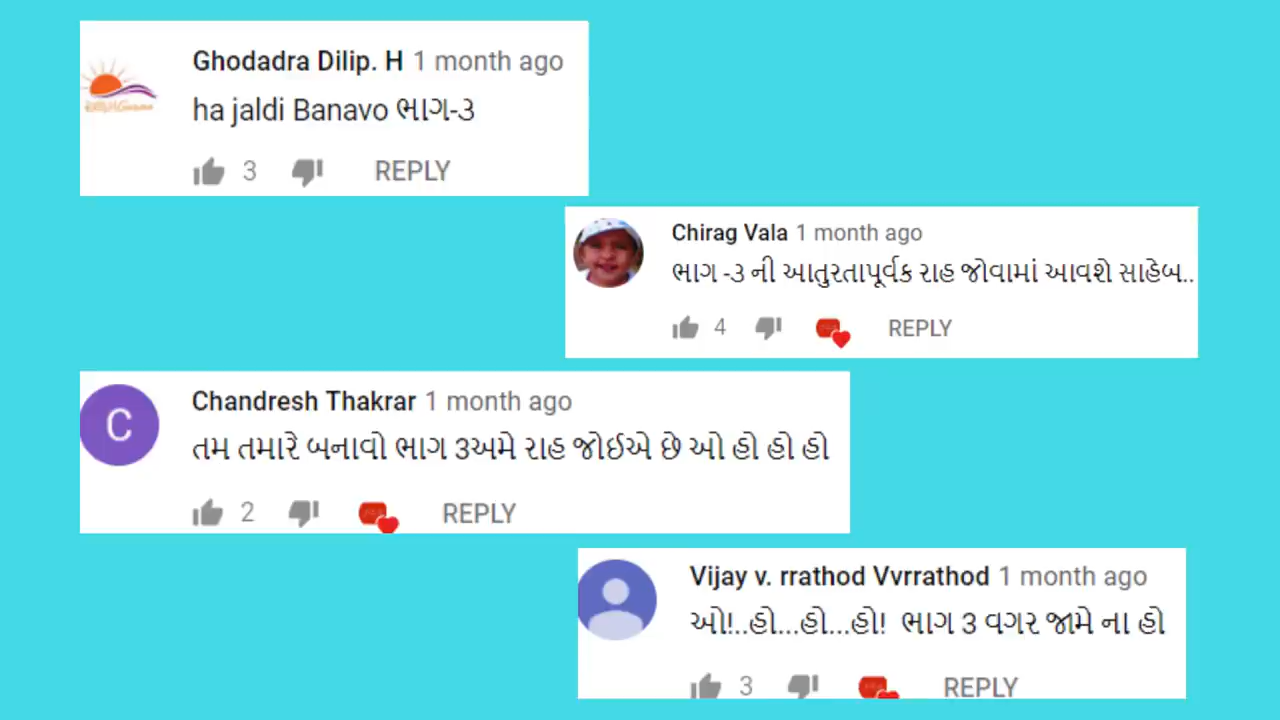 Ghodadra Dilip. H 1 month ago
ha jaldi Banavo ભાગ-૩
3 REPLY
Chirag Vala 1 month ago
ભાગ -૩ ની આતુરતાપૂર્વક રાહ જોવામાં આવશે સાહેબ..
4 REPLY
Chandresh Thakrar 1 month ago
C
તમ તમારે બનાવો ભાગ 3અમે રાહ જોઈએ છે ઓ હો હો હો
2 REPLY
Vijay v. rrathod Vvrrathod 1 month ago
ઓ!..હો...હો...હો! ભાગ 3 વગર જામે ના હો
3 REPLY